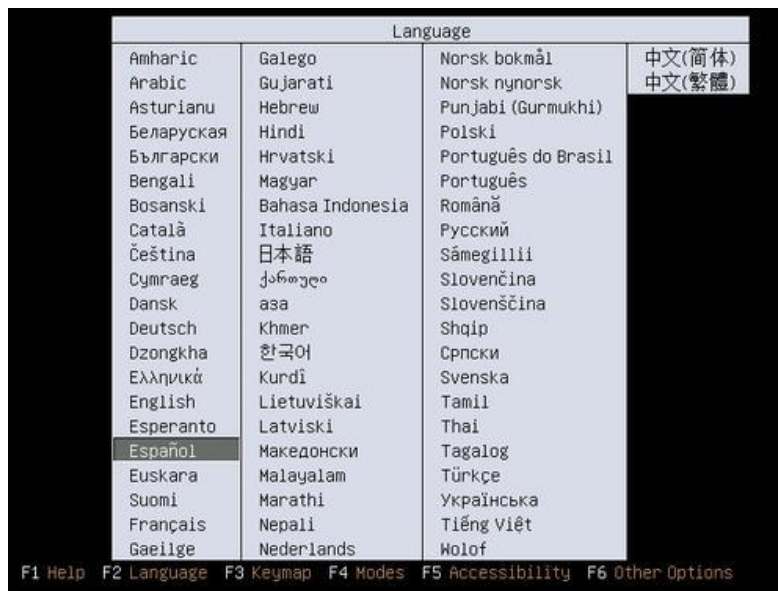 Language
Amharic
Arabic
Asturianu
Беларуская
Български
Bengali
Bosanski
Català
Čeština
Cymraeg
Dansk
Deutsch
Dzongkha
Ελληνικά
English
Esperanto
Español
Euskara
Suomi
Français
Gaeilge
Galego
Gujarati
Hebrew
Hindi
Hrvatski
Magyar
Bahasa Indonesia
Italiano
日本語
ქართული
аза
Khmer
한국어
Kurdî
Lietuviškai
Latviski
Македонски
Malayalam
Marathi
Nepali
Nederlands
Norsk bokmål
Norsk nynorsk
Punjabi (Gurmukhi)
Polski
Português do Brasil
Português
Română
Русский
Sámegillii
Slovenčina
Slovenščina
Shqip
Српски
Svenska
Tamil
Thai
Tagalog
Türkçe
Українська
Tiếng Việt
Wolof
中文(简体)
中文(繁體)
F1 Help F2 Language F3 Keymap F4 Modes F5 Accessibility F6 Other Options